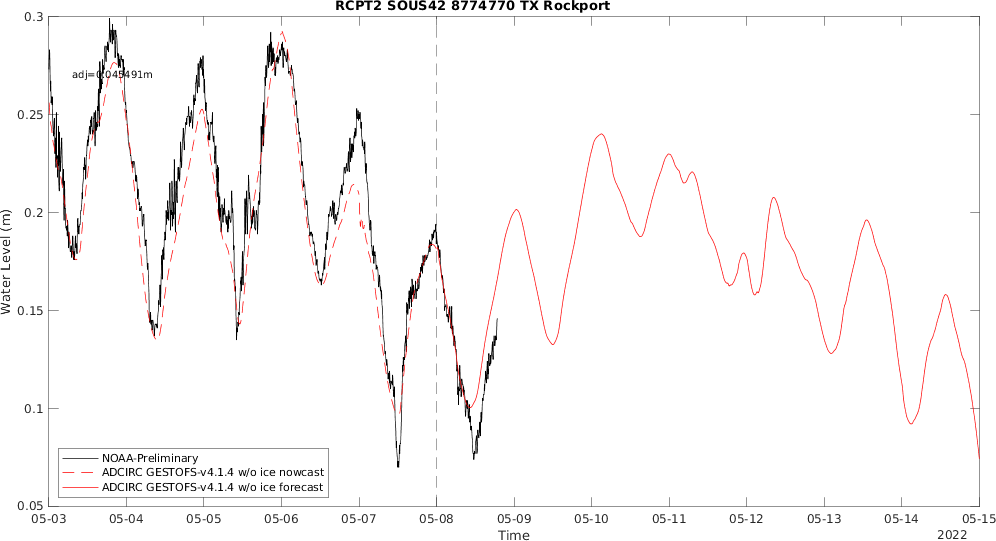 RCPT2 SOUS42 8774770 TX Rockport
0.3
adj=0.045491m
0.25
0.2
Water Level (m)
0.15
0.1
0.05
NOAA-Preliminary
ADCIRC GESTOFS-v4.1.4 w/o ice nowcast
ADCIRC GESTOFS-v4.1.4 w/o ice forecast
05-03 05-04 05-05 05-06 05-07 05-08 05-09 05-10 05-11 05-12 05-13 05-14 05-15
Time
2022